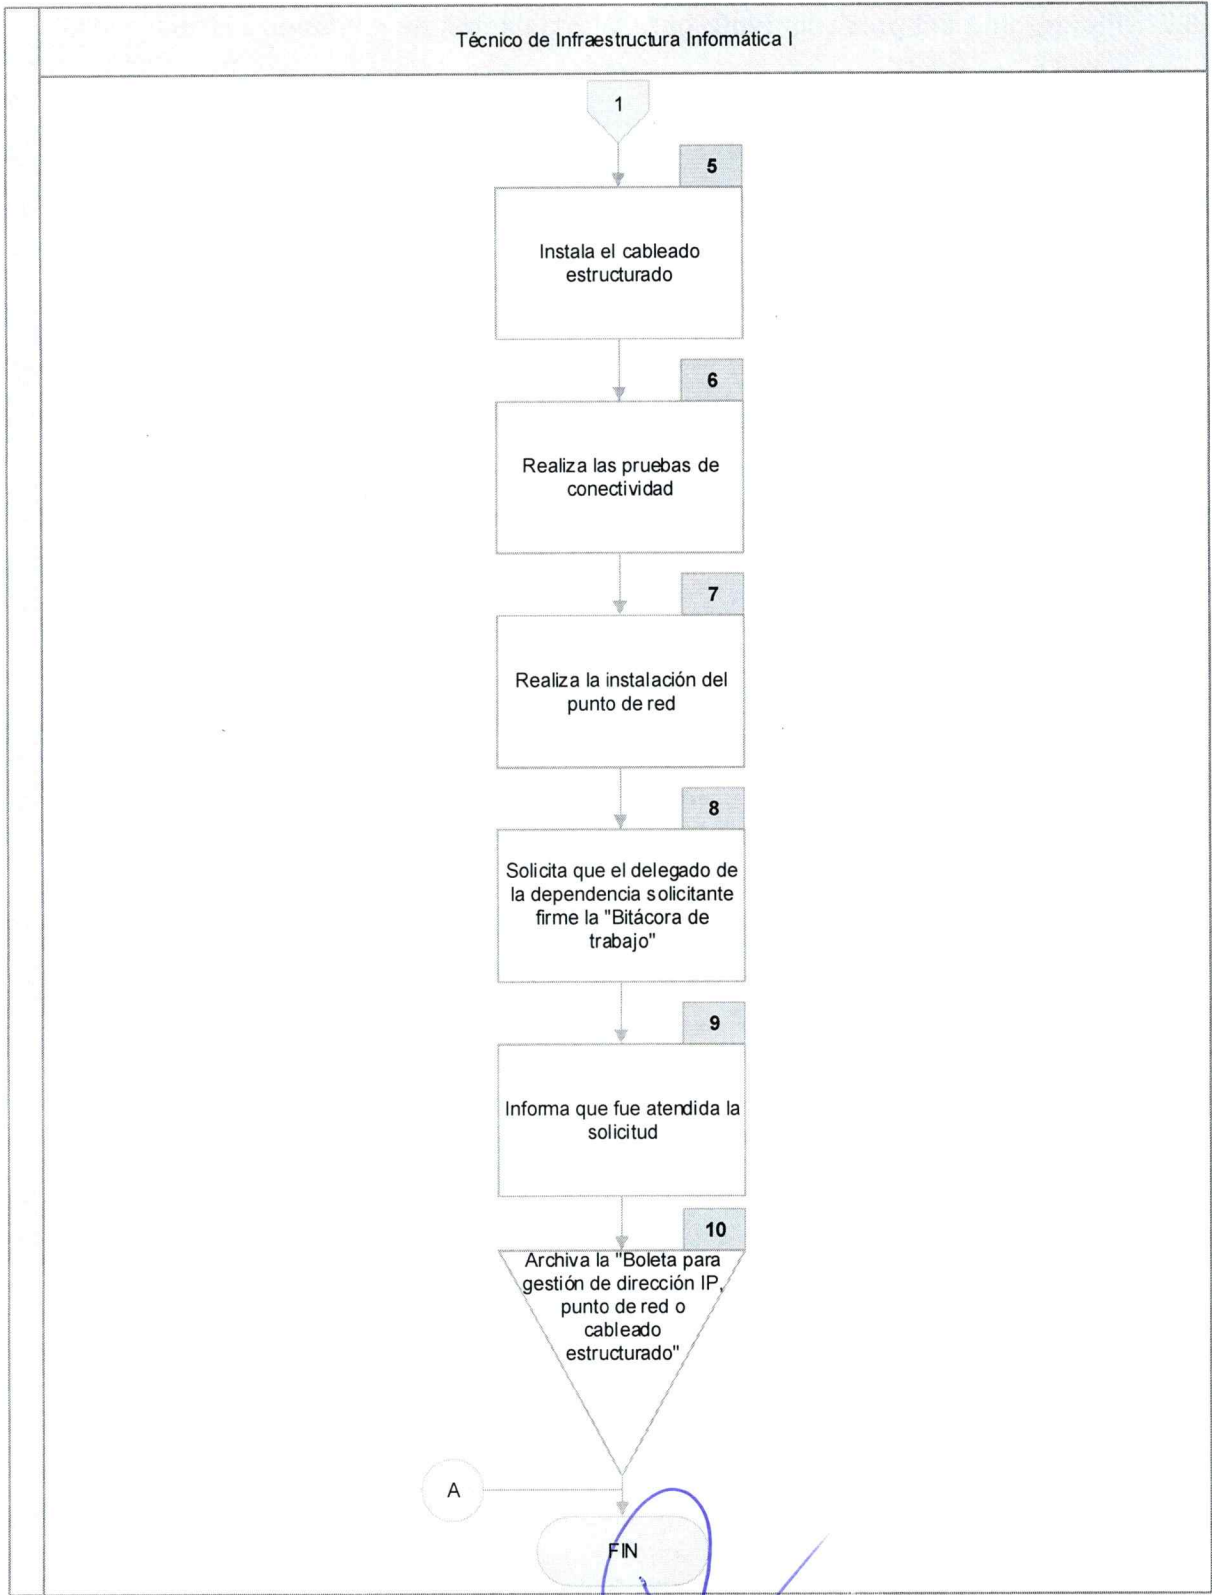 Técnico de Infraestructura Informática I
1
5
Instala el cableado
estructurado
6
Realiza las pruebas de
conectividad
7
Realiza la instalación del
punto de red
8
Solicita que el delegado de
la dependencia solicitante
firme la "Bitácora de
trabajo"
9
Informa que fue atendida la
solicitud
10
Archiva la "Boleta para
gestión de dirección IP,
punto de red o
cableado
estructurado"
A
FIN